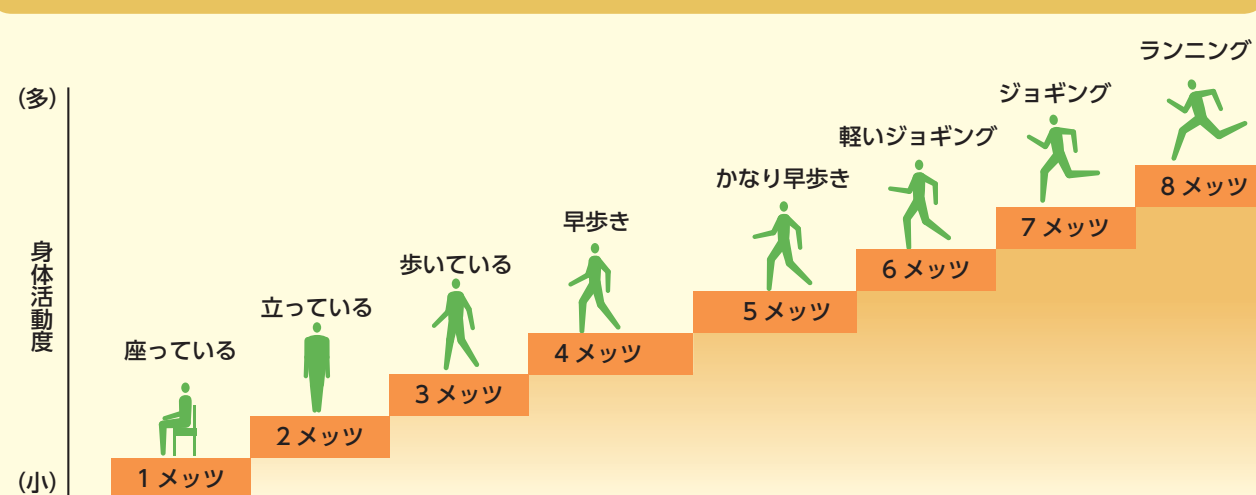 (多)
身体活動度
(小)
座っている
1 メッツ
立っている
2 メッツ
歩いている
3 メッツ
早歩き
4 メッツ
かなり早歩き
5 メッツ
軽いジョギング
6 メッツ
ジョギング
7 メッツ
ランニング
8 メッツ